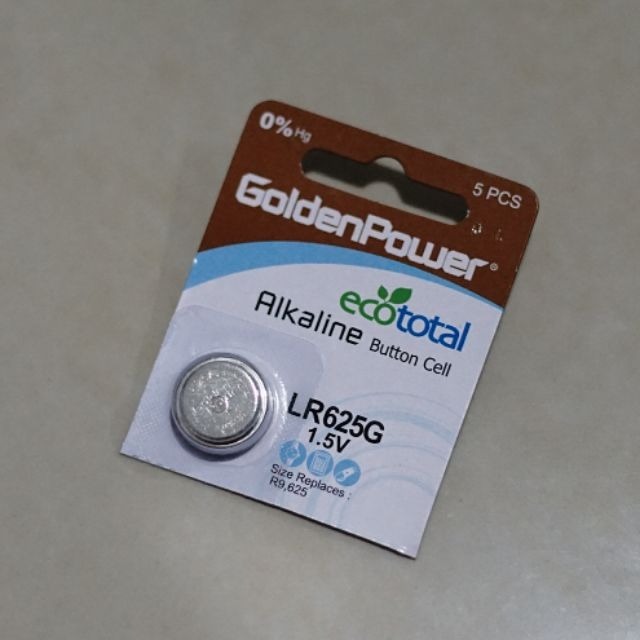 0% Hg
5 PCS
GoldenPower®
ecototal
Alkaline Button Cell
LR625G
1.5V
Size Replaces :
R9,625